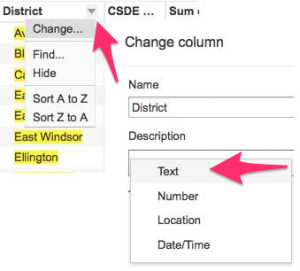 District
CSDE ...
Sum
Change...
Find...
Hide
Sort A to Z
Sort Z to A
East Windsor
Ellington
Change column
Name
District
Description
Text
Number
Location
Date/Time